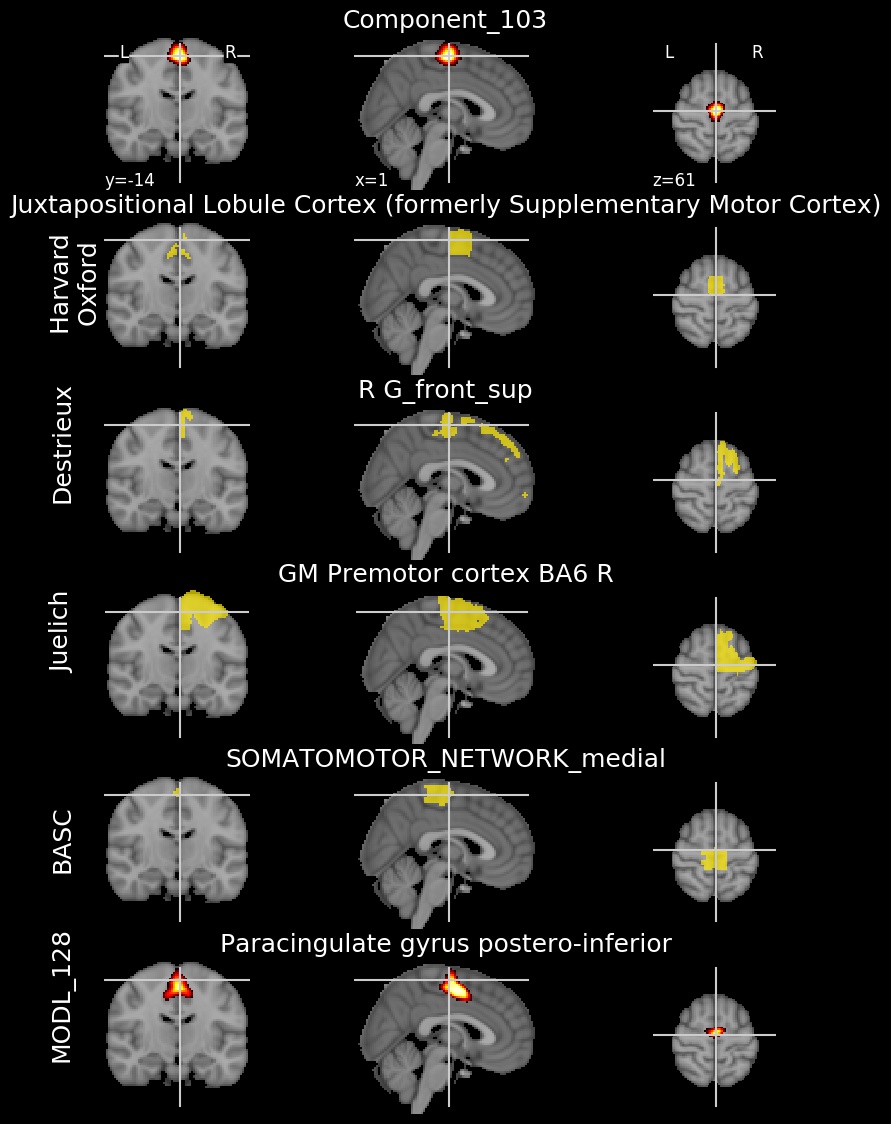 Component_103
L R L R
y=-14 x=1 z=61
Juxtapositional Lobule Cortex (formerly Supplementary Motor Cortex)
Harvard
Oxford
R G_front_sup
Destrieux
GM Premotor cortex BA6 R
Juelich
SOMATOMOTOR_NETWORK_medial
BASC
Paracingulate gyrus postero-inferior
MODL_128